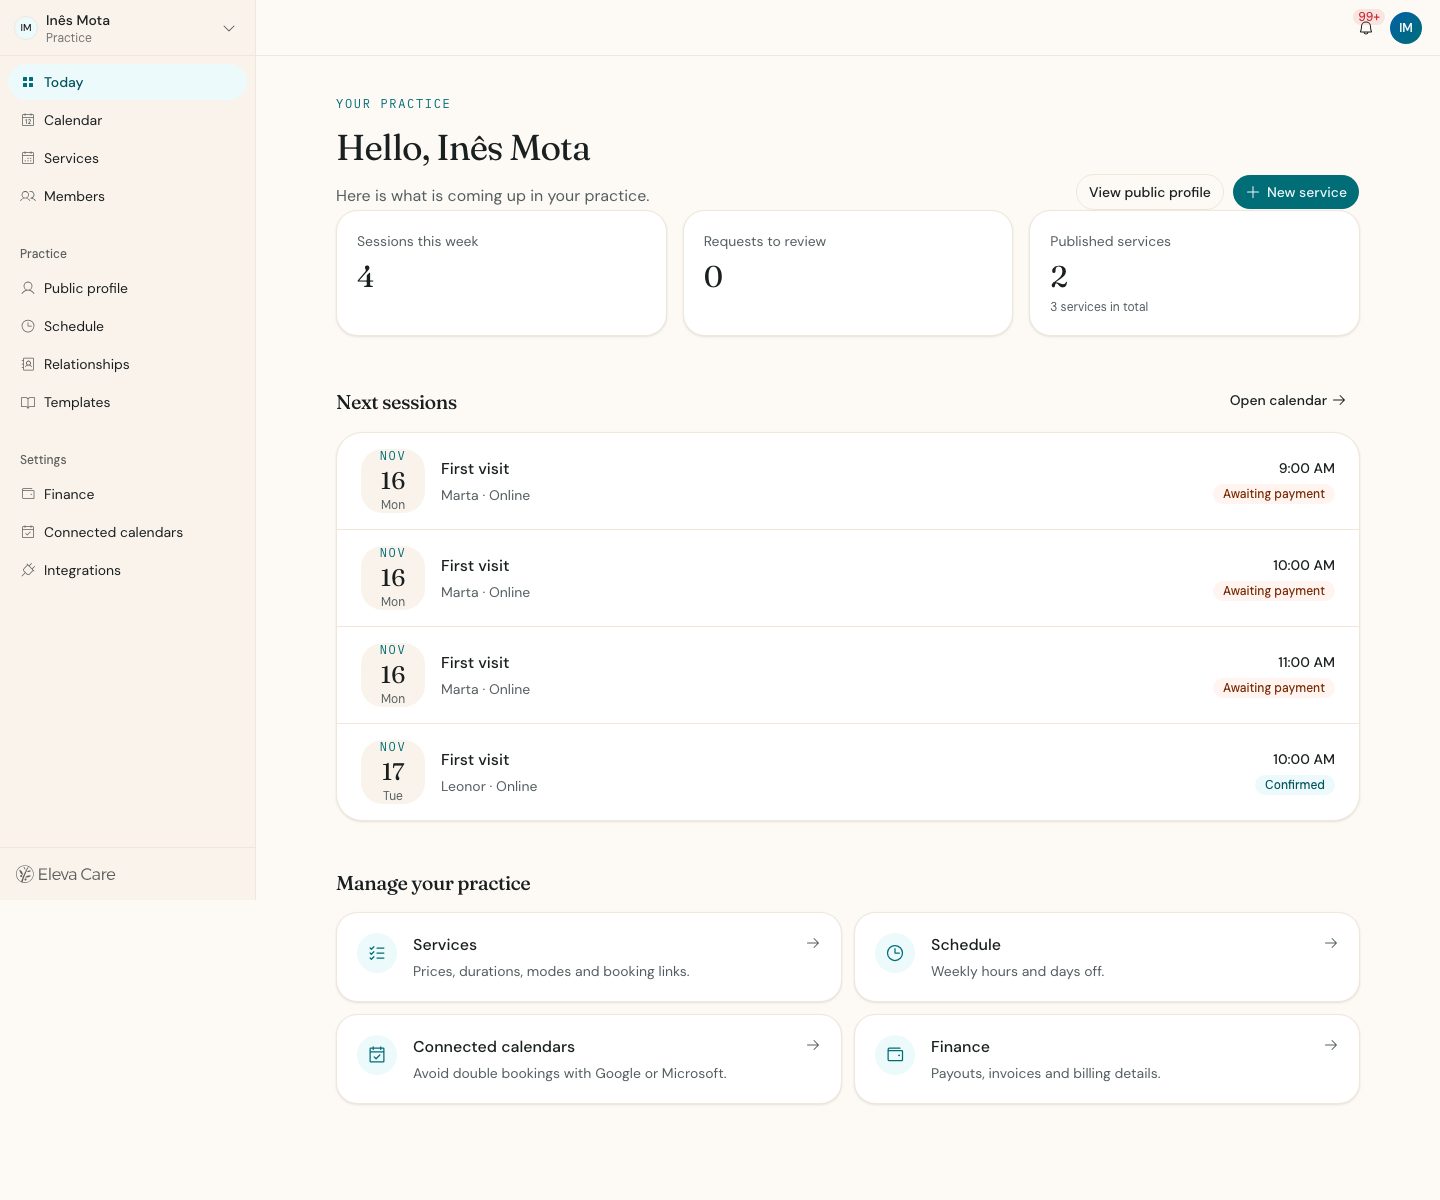 IM
Inês Mota
Practice
99+
IM
Today
Calendar
Services
Members
Practice
Public profile
Schedule
Relationships
Templates
Settings
Finance
Connected calendars
Integrations
Eleva Care
YOUR PRACTICE
Hello, Inês Mota
Here is what is coming up in your practice.
View public profile
New service
Sessions this week
4
Requests to review
0
Published services
2
3 services in total
Next sessions
Open calendar
NOV
16
Mon
First visit
Marta · Online
9:00 AM
Awaiting payment
NOV
16
Mon
First visit
Marta · Online
10:00 AM
Awaiting payment
NOV
16
Mon
First visit
Marta · Online
11:00 AM
Awaiting payment
NOV
17
Tue
First visit
Leonor · Online
10:00 AM
Confirmed
Manage your practice
Services
Prices, durations, modes and booking links.
Schedule
Weekly hours and days off.
Connected calendars
Avoid double bookings with Google or Microsoft.
Finance
Payouts, invoices and billing details.